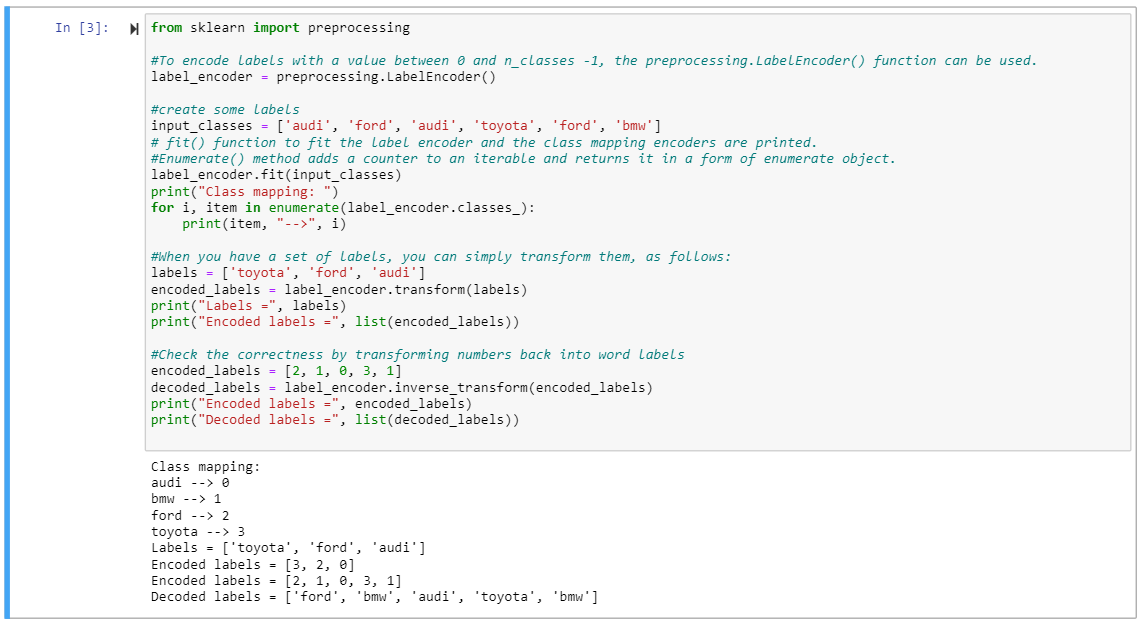 In [3]:
from sklearn import preprocessing

#To encode labels with a value between 0 and n_classes -1, the preprocessing.LabelEncoder() function can be used.
label_encoder = preprocessing.LabelEncoder()

#create some labels
input_classes = ['audi', 'ford', 'audi', 'toyota', 'ford', 'bmw']
# fit() function to fit the label encoder and the class mapping encoders are printed.
#Enumerate() method adds a counter to an iterable and returns it in a form of enumerate object.
label_encoder.fit(input_classes)
print("Class mapping: ")
for i, item in enumerate(label_encoder.classes_):
    print(item, "-->", i)

#When you have a set of labels, you can simply transform them, as follows:
labels = ['toyota', 'ford', 'audi']
encoded_labels = label_encoder.transform(labels)
print("Labels =", labels)
print("Encoded labels =", list(encoded_labels))

#Check the correctness by transforming numbers back into word labels
encoded_labels = [2, 1, 0, 3, 1]
decoded_labels = label_encoder.inverse_transform(encoded_labels)
print("Encoded labels =", encoded_labels)
print("Decoded labels =", list(decoded_labels))

Class mapping:
audi --> 0
bmw --> 1
ford --> 2
toyota --> 3
Labels = ['toyota', 'ford', 'audi']
Encoded labels = [3, 2, 0]
Encoded labels = [2, 1, 0, 3, 1]
Decoded labels = ['ford', 'bmw', 'audi', 'toyota', 'bmw']